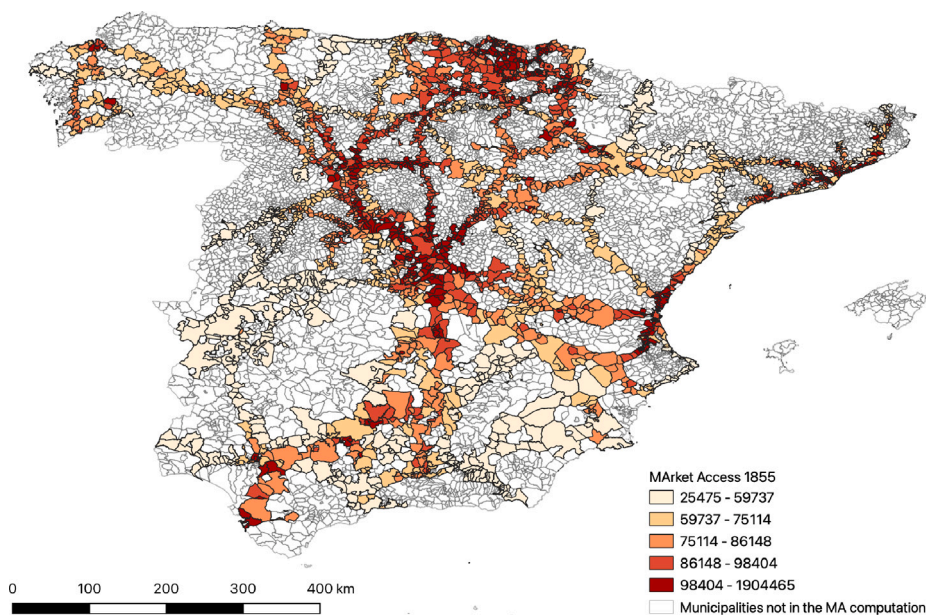 MArket Access 1855
25475 - 59737
59737 - 75114
75114 - 86148
86148 - 98404
98404 - 1904465
Municipalities not in the MA computation
0 100 200 300 400 km